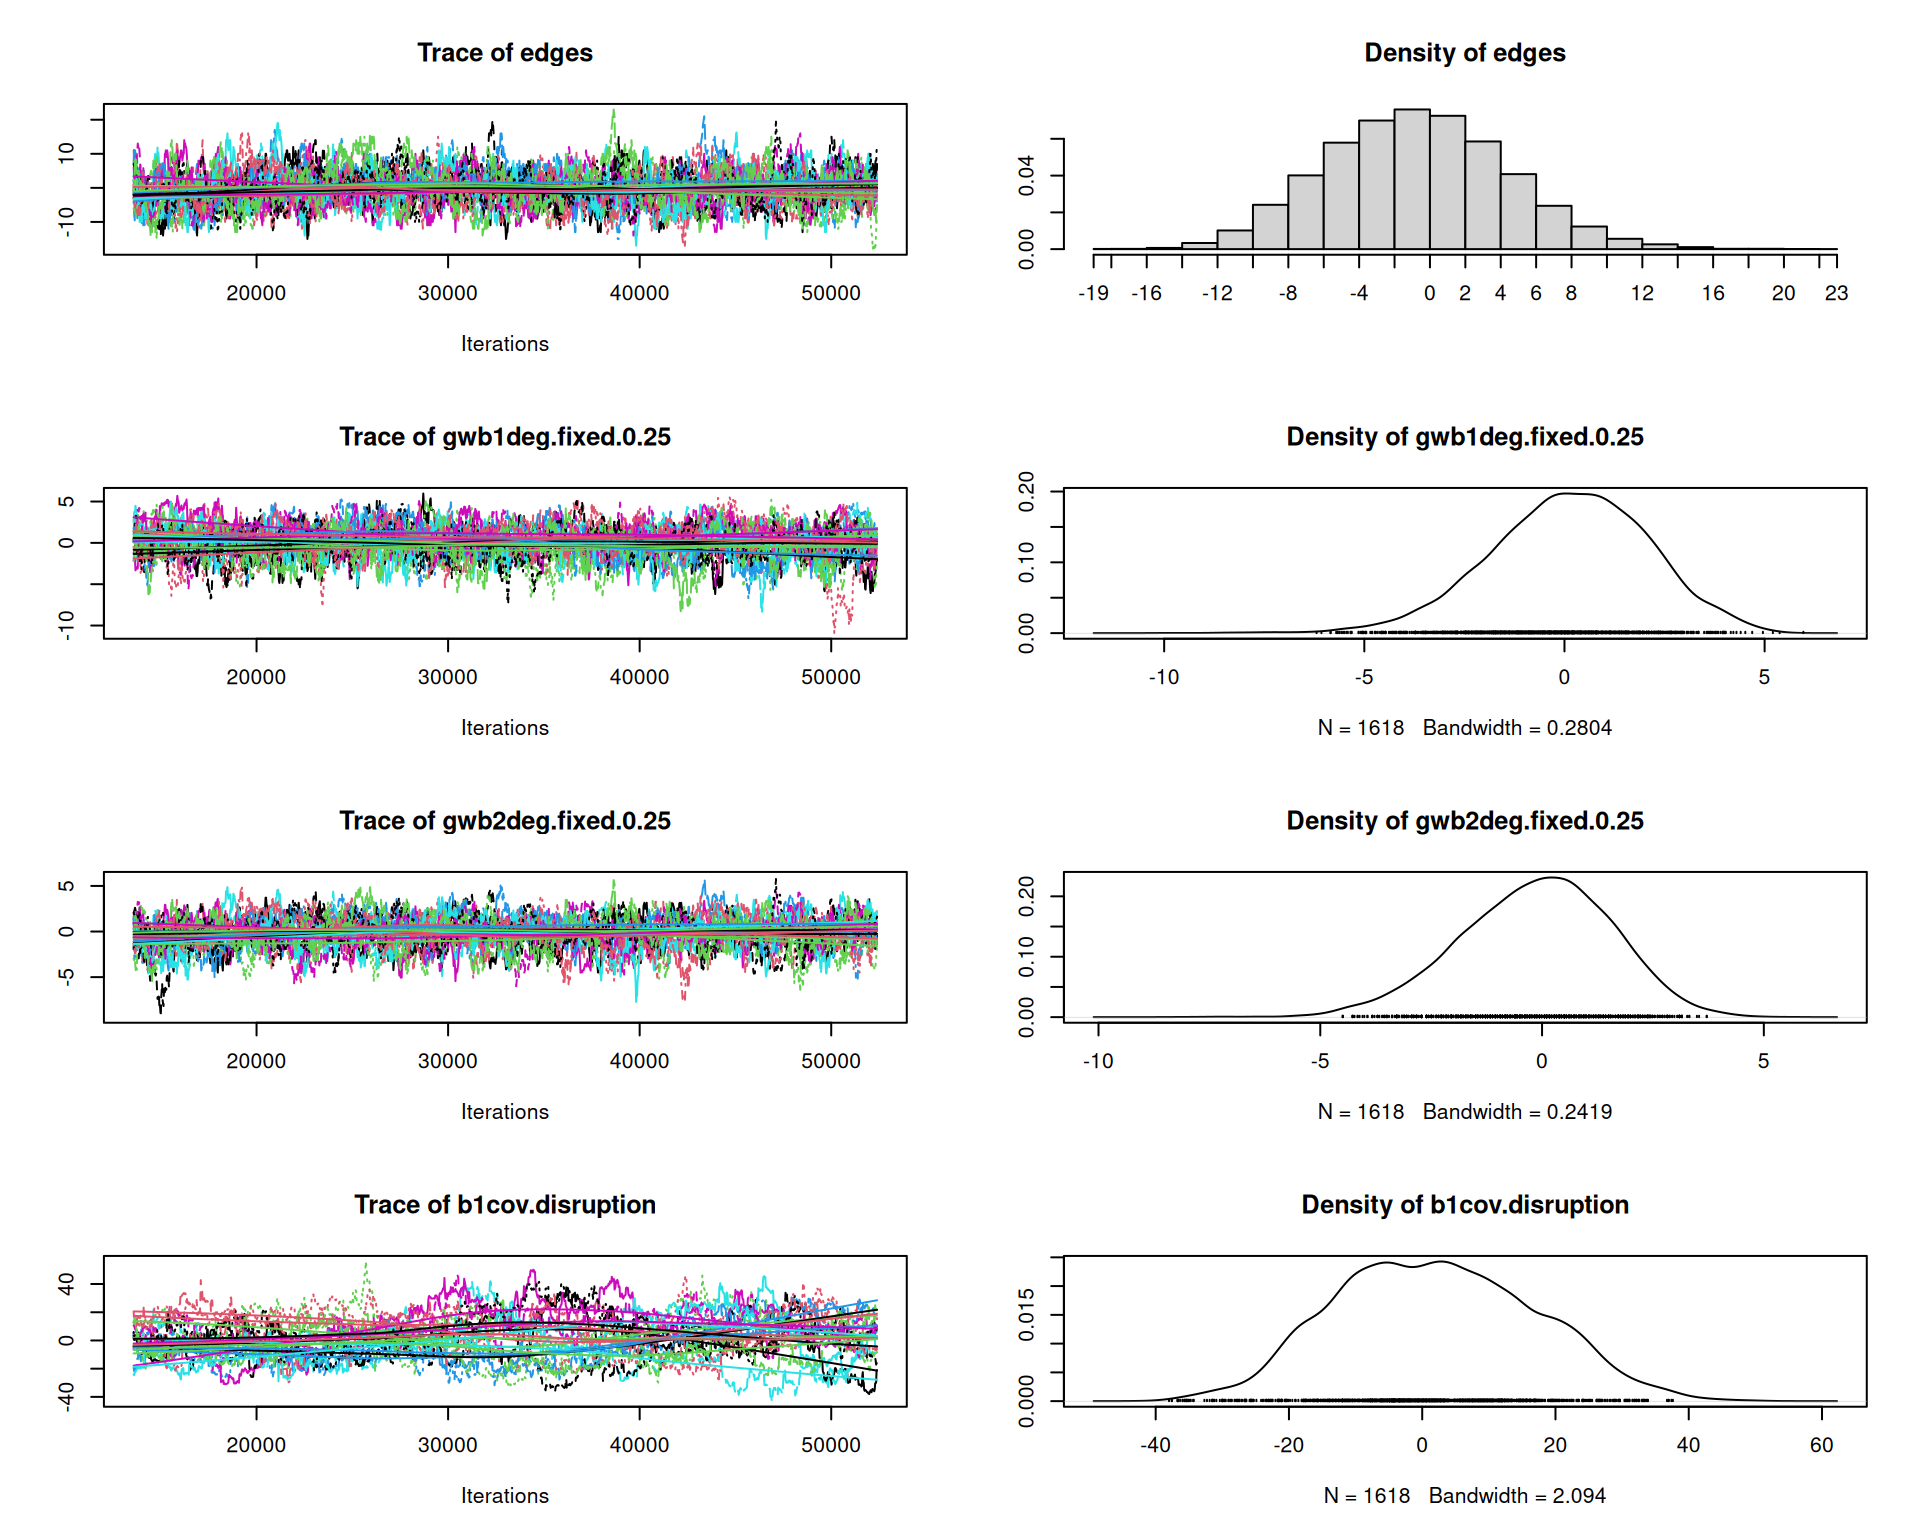 Trace of edges
10
-10
20000 30000 40000 50000
Iterations
Density of edges
0.04
0.00
-19 -16 -12 -8 -4 0 2 4 6 8 12 16 20 23
Trace of gwb1deg.fixed.0.25
5
0
-10
20000 30000 40000 50000
Iterations
Density of gwb1deg.fixed.0.25
0.20
0.10
0.00
-10 -5 0 5
N = 1618 Bandwidth = 0.2804
Trace of gwb2deg.fixed.0.25
5
0
-5
20000 30000 40000 50000
Iterations
Density of gwb2deg.fixed.0.25
0.20
0.10
0.00
-10 -5 0 5
N = 1618 Bandwidth = 0.2419
Trace of b1cov.disruption
40
0
-40
20000 30000 40000 50000
Iterations
Density of b1cov.disruption
0.015
0.000
-40 -20 0 20 40 60
N = 1618 Bandwidth = 2.094